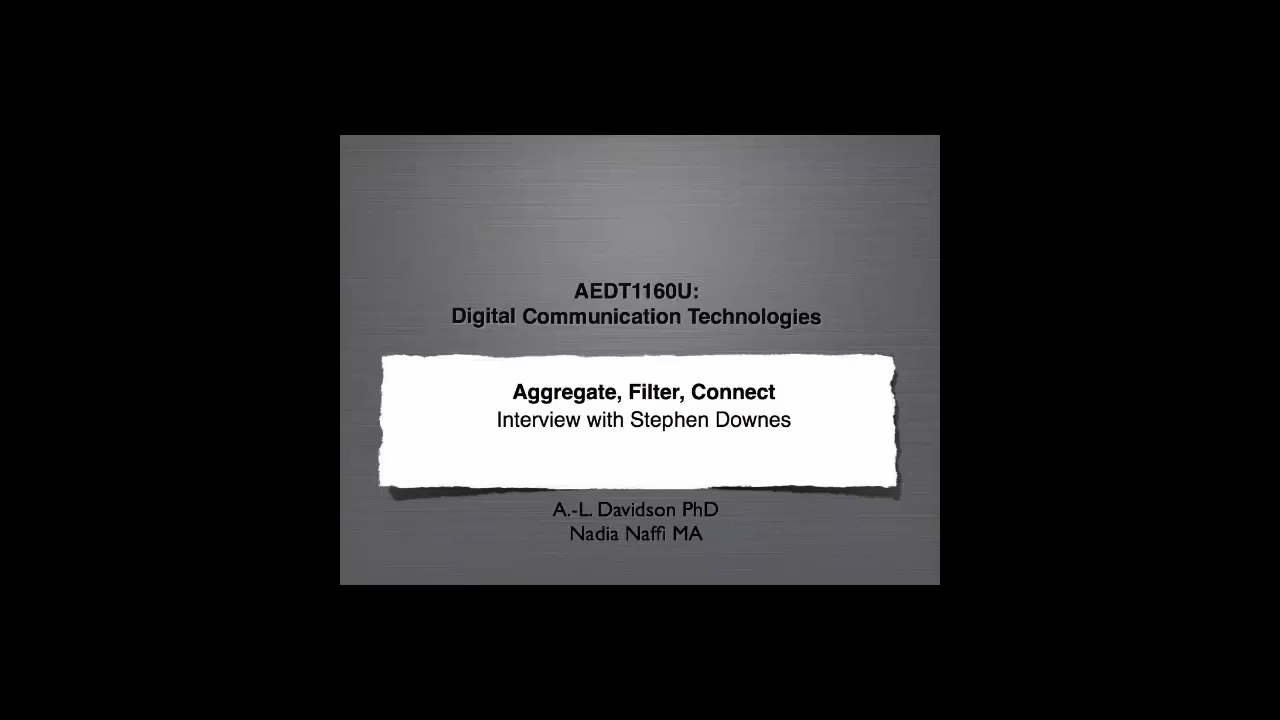 AEDT1160U:
Digital Communication Technologies
Aggregate, Filter, Connect
Interview with Stephen Downes
A.-L. Davidson PhD
Nadia Naffi MA